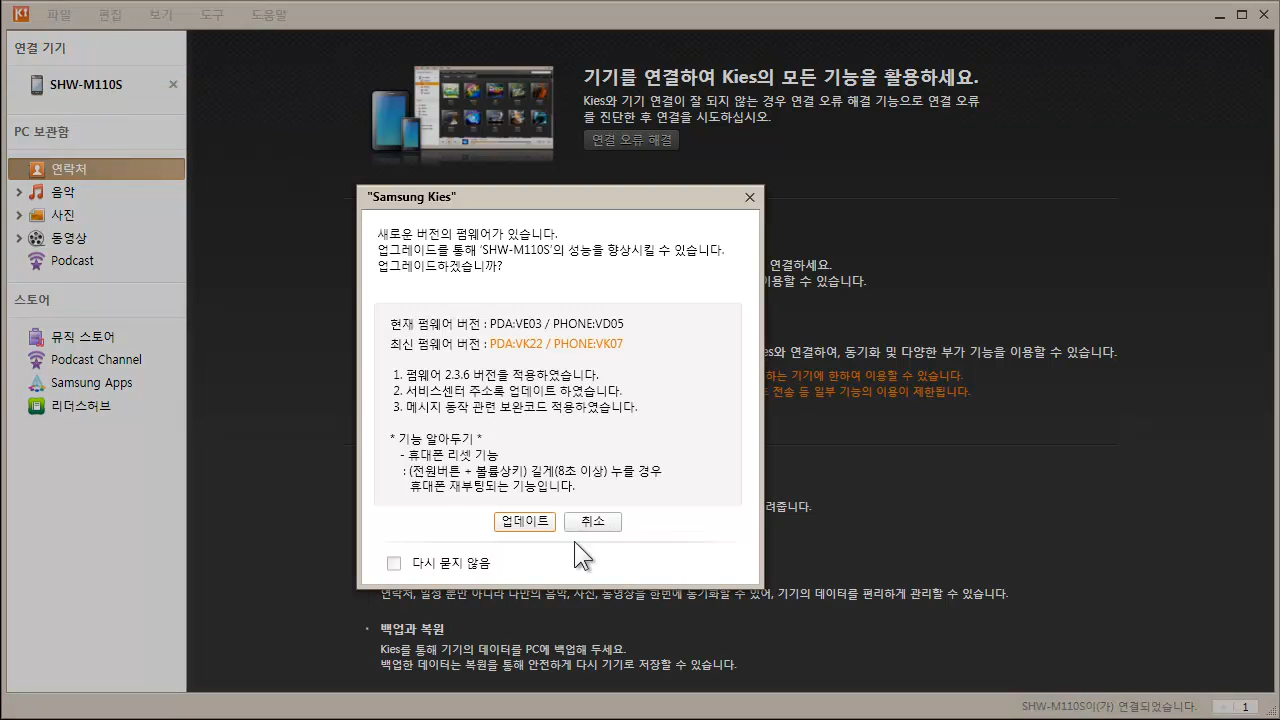 파일 편집 보기 도구 도움말
연결 기기
SHW-M110S
PC 보관함
연락처
음악
사진
동영상
Podcast
스토어
뮤직 스토어
Podcast Channel
Samsung Apps
리더스허브
기기를 연결하여 Kies의 모든 기능을 활용하세요.
Kies와 기기 연결이 잘 되지 않는 경우 연결 오류 해결 기능으로 연결 오류
를 진단한 후 연결을 시도하십시오.
연결 오류 해결
"Samsung Kies"
새로운 버전의 펌웨어가 있습니다.
업그레이드를 통해 'SHW-M110S'의 성능을 향상시킬 수 있습니다.
업그레이드하겠습니까?
현재 펌웨어 버전 : PDA:VE03 / PHONE:VD05
최신 펌웨어 버전 : PDA:VK22 / PHONE:VK07
1. 펌웨어 2.3.6 버전을 적용하였습니다.
2. 서비스센터 주소록 업데이트 하였습니다.
3. 메시지 동작 관련 보완코드 적용하였습니다.
* 기능 알아두기 *
- 휴대폰 리셋 기능
: (전원버튼 + 볼륨상키) 길게(8초 이상) 누를 경우
휴대폰 재부팅되는 기능입니다.
업데이트 취소
다시 묻지 않음
연결하세요.
이용할 수 있습니다.
와 연결하여, 동기화 및 다양한 부가 기능을 이용할 수 있습니다.
하는 기기에 한하여 이용할 수 있습니다.
전송 등 일부 기능의 이용이 제한됩니다.
려줍니다.
연락처, 일정 뿐만 아니라 나만의 음악, 사진, 동영상을 한번에 동기화할 수 있어, 기기의 데이터를 편리하게 관리할 수 있습니다.
백업과 복원
Kies를 통해 기기의 데이터를 PC에 백업해 두세요.
백업한 데이터는 복원을 통해 안전하게 다시 기기로 저장할 수 있습니다.
SHW-M110S이(가) 연결되었습니다. 1